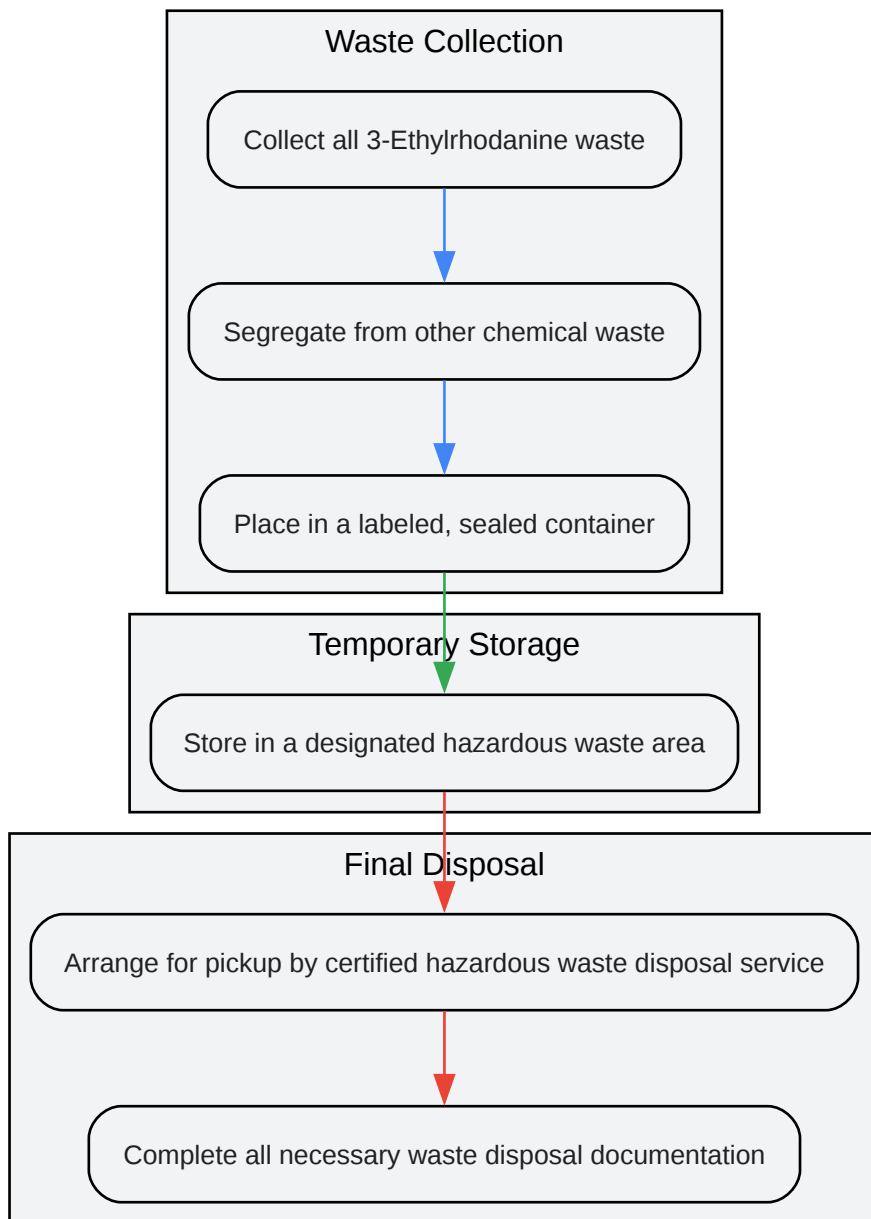 Waste Collection
Collect all 3-Ethylrhodanine waste
Segregate from other chemical waste
Place in a labeled, sealed container
Temporary Storage
Store in a designated hazardous waste area
Final Disposal
Arrange for pickup by certified hazardous waste disposal service
Complete all necessary waste disposal documentation